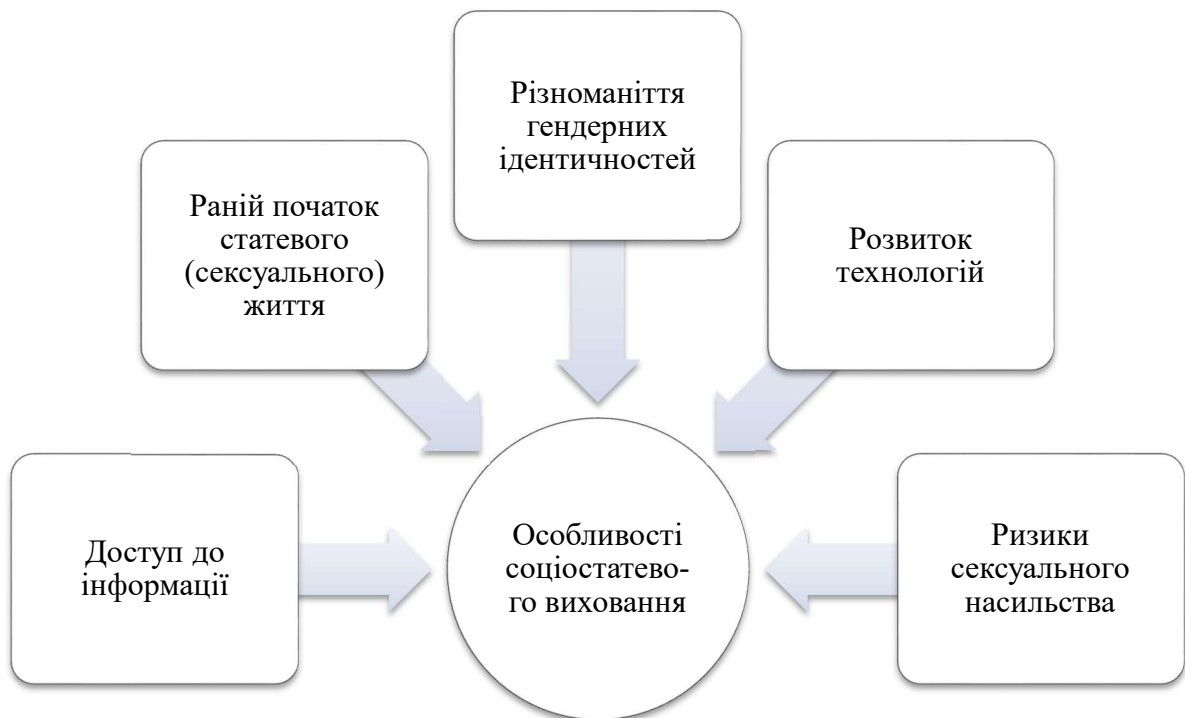 Різноманіття
гендерних
ідентичностей
Раній початок
статевого
(сексуального)
життя
Розвиток
технологій
Доступ до
інформації
Особливості
соціостатево-
го виховання
Ризики
сексуального
насильства